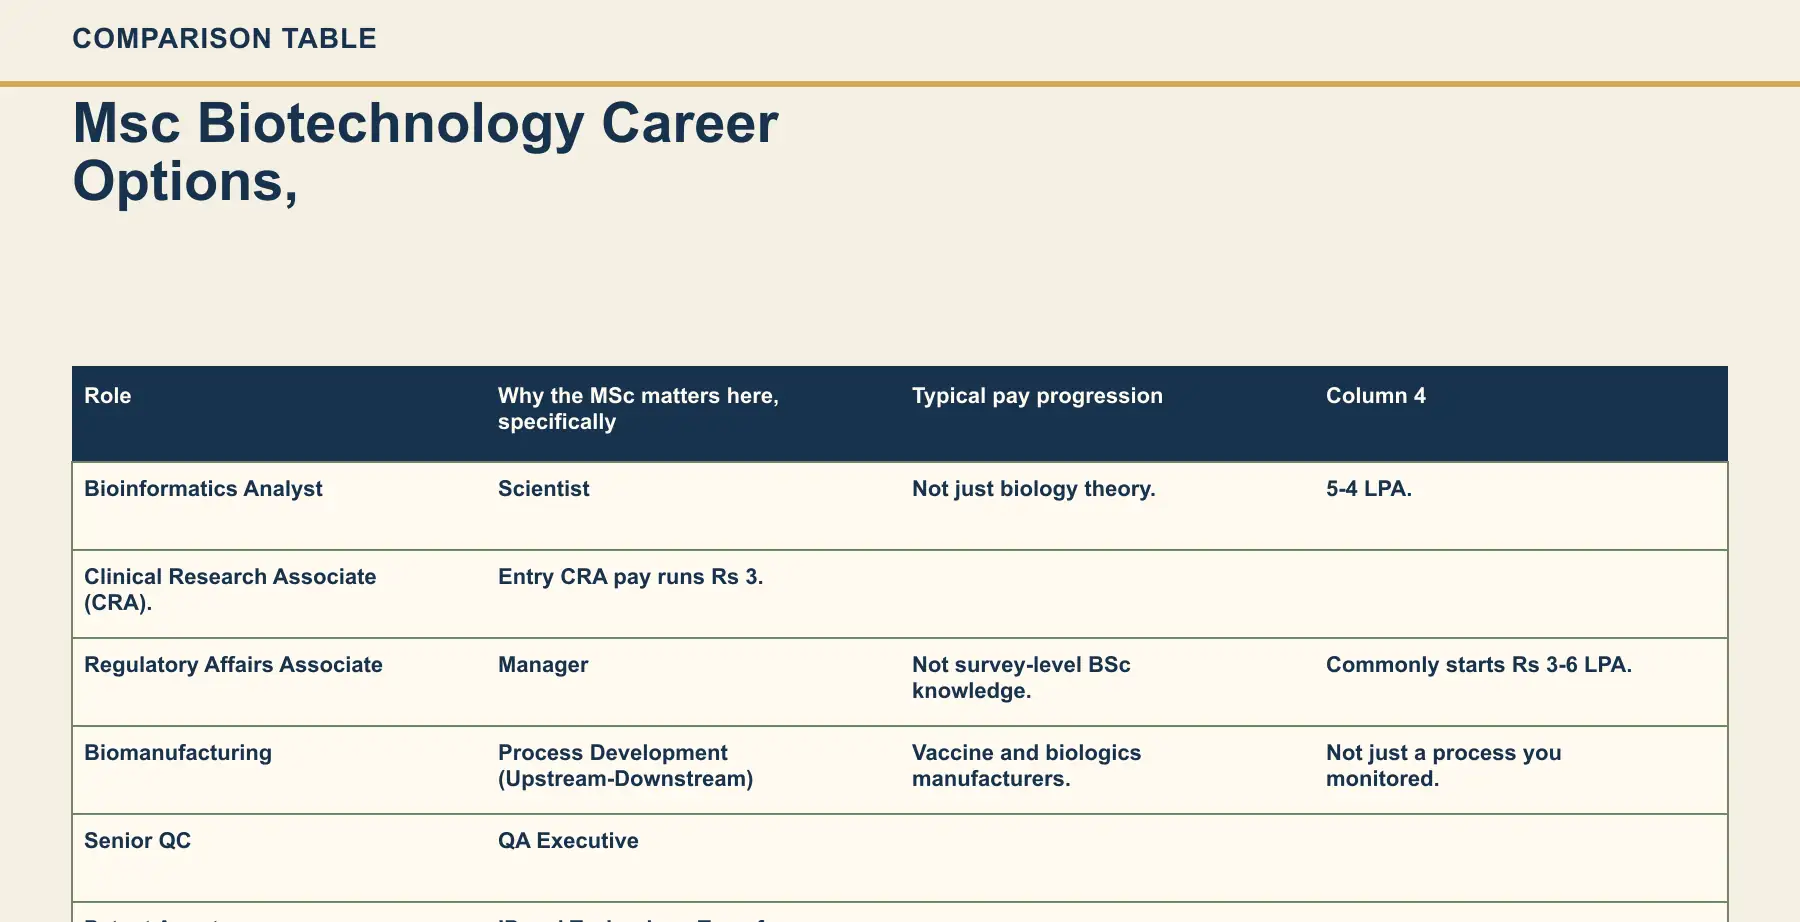 COMPARISON TABLE
Msc Biotechnology Career
Options,
Role
Why the MSc matters here,
specifically
Typical pay progression
Column 4
Bioinformatics Analyst
Scientist
Not just biology theory.
5-4 LPA.
Clinical Research Associate
(CRA).
Entry CRA pay runs Rs 3.
Regulatory Affairs Associate
Manager
Not survey-level BSc
knowledge.
Commonly starts Rs 3-6 LPA.
Biomanufacturing
Process Development
(Upstream-Downstream)
Vaccine and biologics
manufacturers.
Not just a process you
monitored.
Senior QC
QA Executive